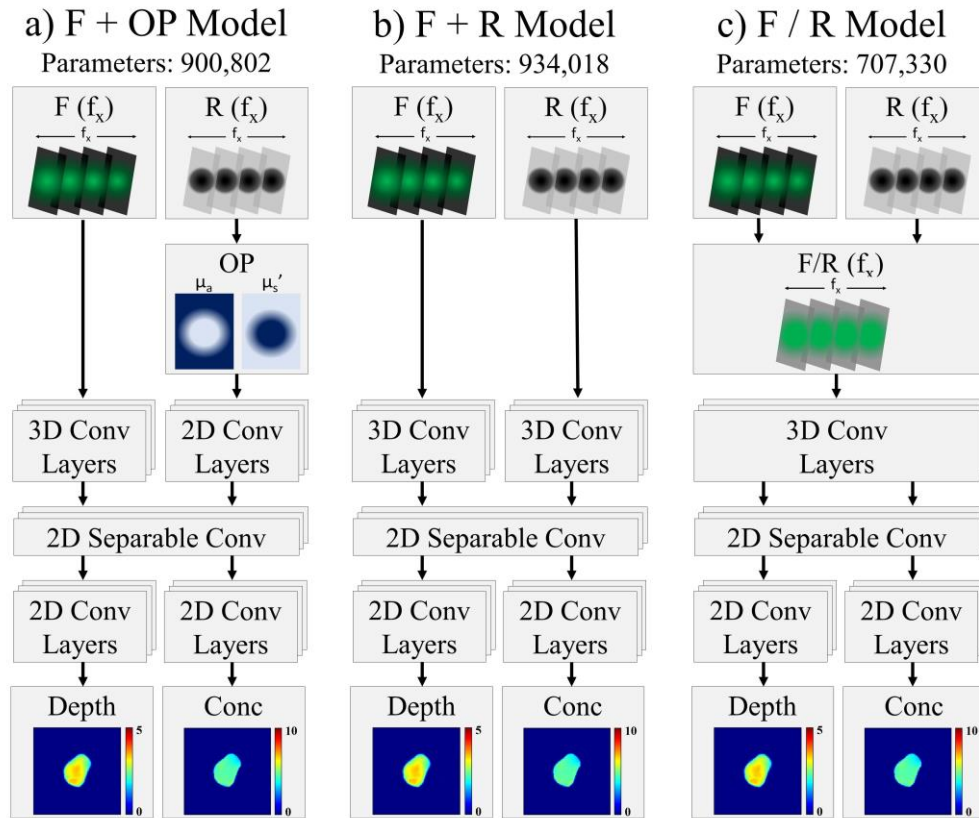 a) F + OP Model
Parameters: 900,802
F (fₓ)
fₓ
R (fₓ)
fₓ
OP
μₐ
μₛ'
3D Conv
Layers
2D Conv
Layers
2D Separable Conv
2D Conv
Layers
2D Conv
Layers
Depth
5
0
Conc
10
0
b) F + R Model
Parameters: 934,018
F (fₓ)
fₓ
R (fₓ)
fₓ
3D Conv
Layers
3D Conv
Layers
2D Separable Conv
2D Conv
Layers
2D Conv
Layers
Depth
5
0
Conc
10
0
c) F / R Model
Parameters: 707,330
F (fₓ)
fₓ
R (fₓ)
fₓ
F/R (fₓ)
fₓ
3D Conv
Layers
2D Separable Conv
2D Conv
Layers
2D Conv
Layers
Depth
5
0
Conc
10
0